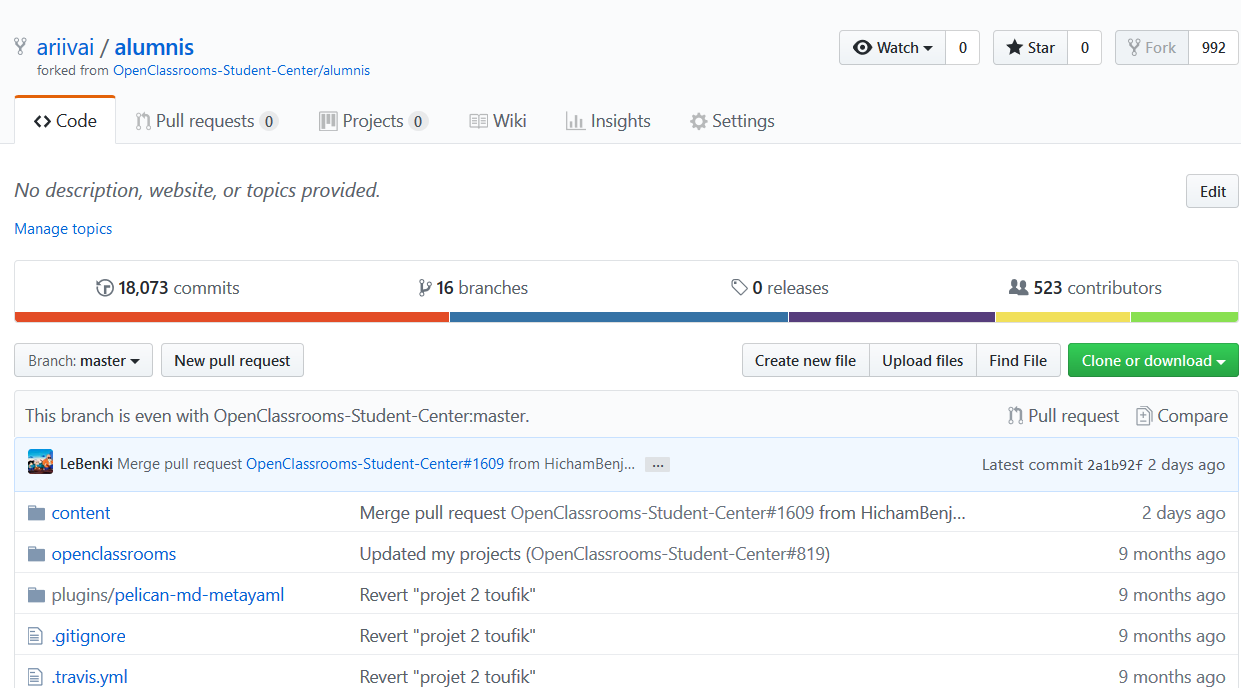 ariivai / alumnis
Watch 0 Star 0 Fork 992
forked from OpenClassrooms-Student-Center/alumnis
Code Pull requests 0 Projects 0 Wiki Insights Settings
No description, website, or topics provided.
Edit
Manage topics
18,073 commits 16 branches 0 releases 523 contributors
Branch: master New pull request Create new file Upload files Find File Clone or download
This branch is even with OpenClassrooms-Student-Center:master. Pull request Compare
LeBenki Merge pull request OpenClassrooms-Student-Center#1609 from HichamBenj... ... Latest commit 2a1b92f 2 days ago
content Merge pull request OpenClassrooms-Student-Center#1609 from HichamBenj... 2 days ago
openclassrooms Updated my projects (OpenClassrooms-Student-Center#819) 9 months ago
plugins/pelican-md-metayaml Revert "projet 2 toufik" 9 months ago
.gitignore Revert "projet 2 toufik" 9 months ago
.travis.yml Revert "projet 2 toufik" 9 months ago